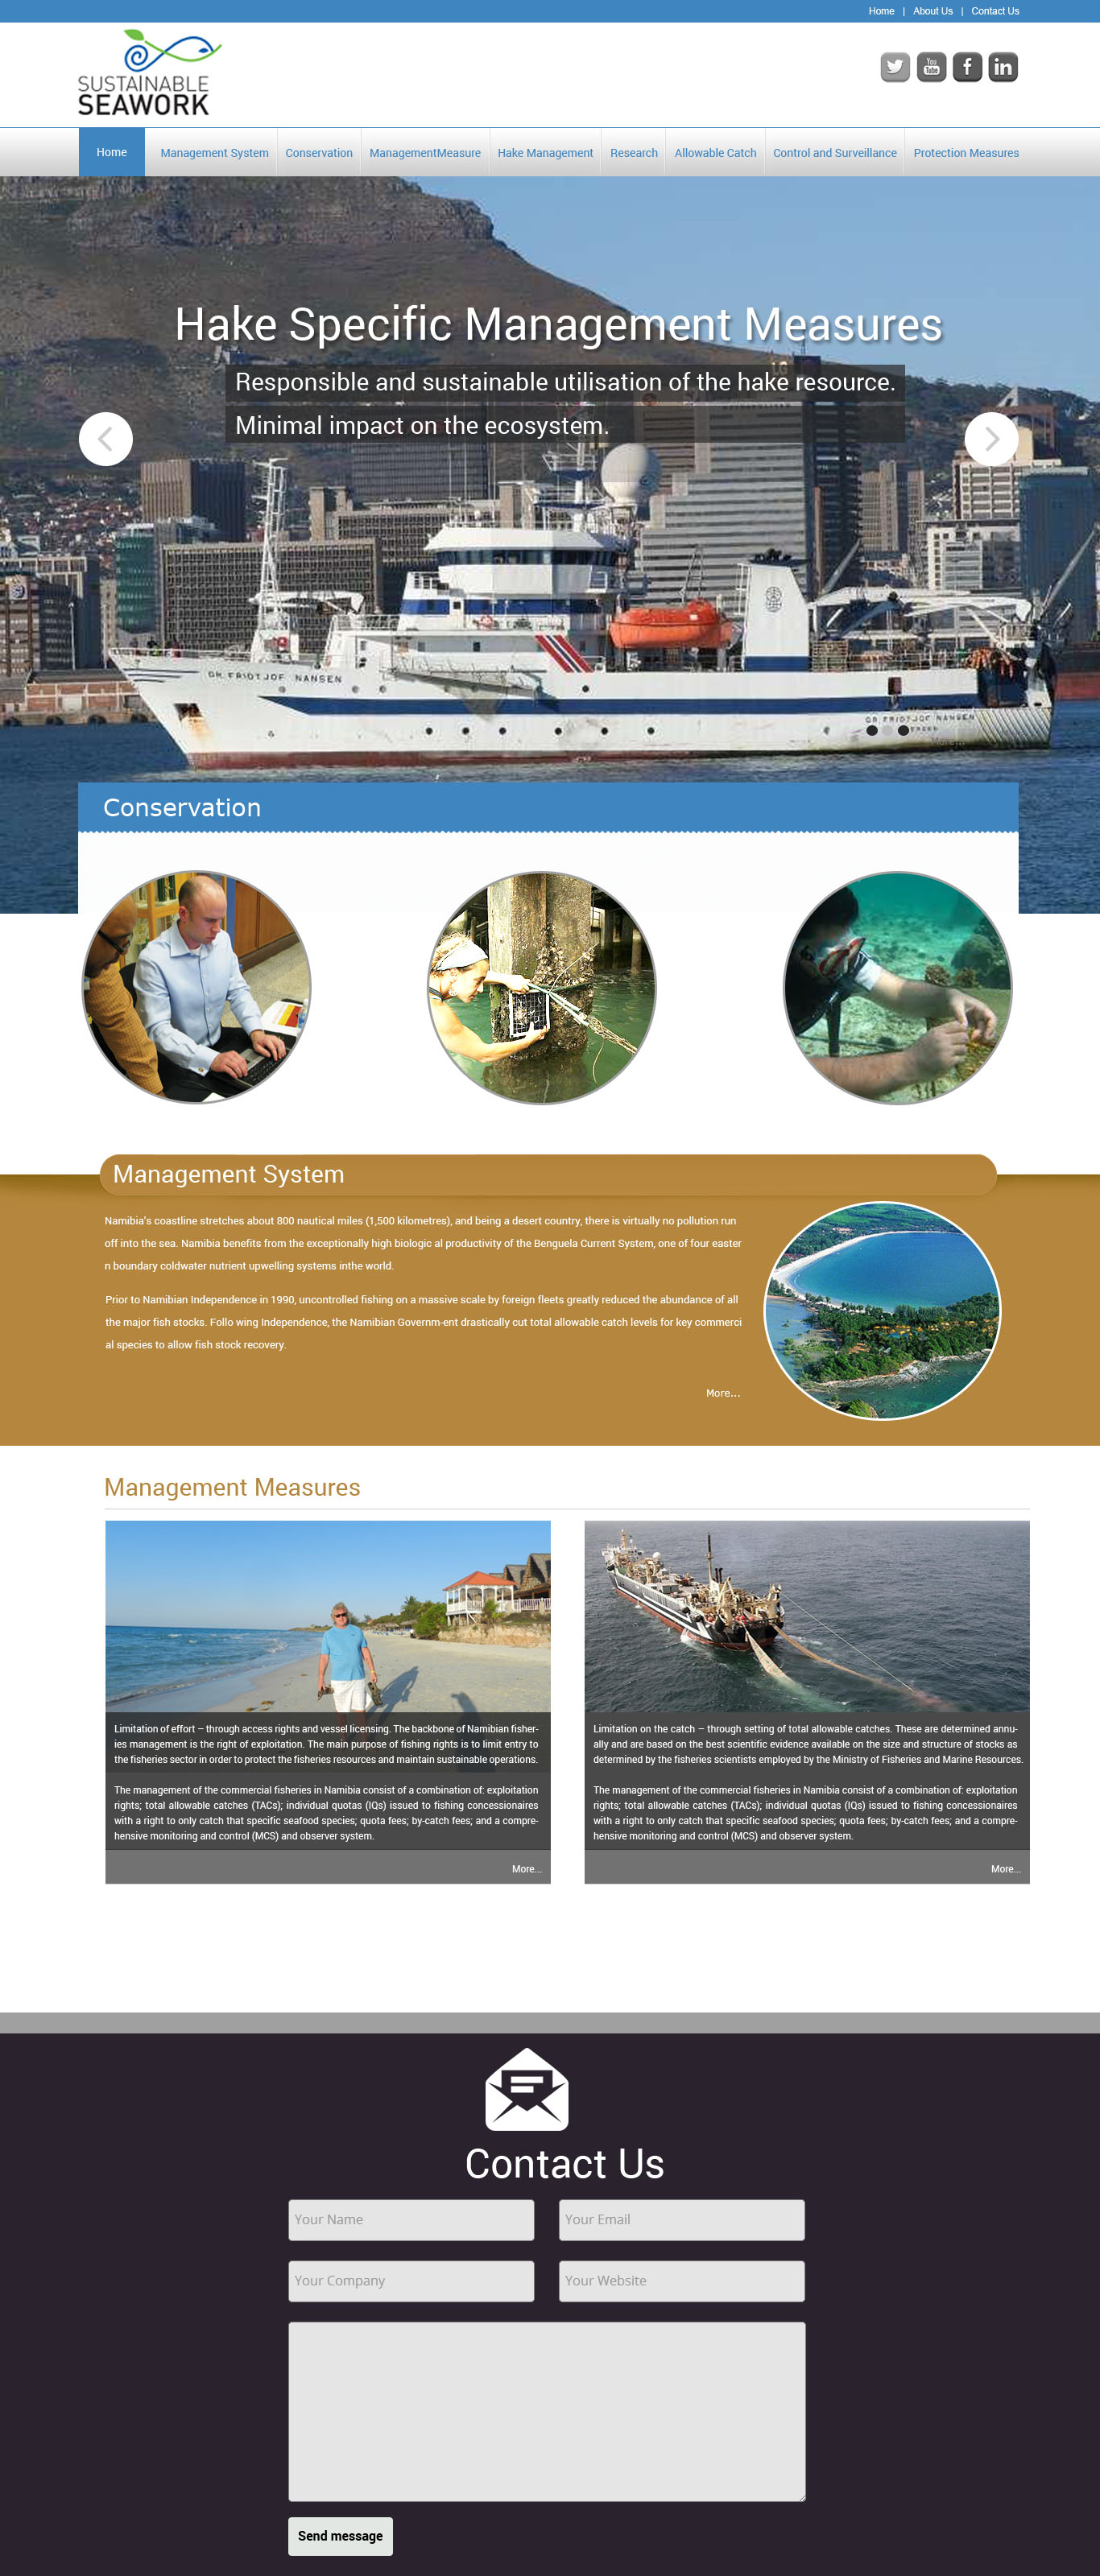 Home | About Us | Contact Us
SUSTAINABLE
SEAWORK
You
Tube
f
in
Home Management System Conservation ManagementMeasure Hake Management Research Allowable Catch Control and Surveillance Protection Measures
Hake Specific Management Measures
Responsible and sustainable utilisation of the hake resource.
Minimal impact on the ecosystem.
DR. FRIDTJOF NANSEN
DR. FRIDTJOF NANSEN
Conservation
Management System
Namibia's coastline stretches about 800 nautical miles (1,500 kilometres), and being a desert country, there is virtually no pollution run
off into the sea. Namibia benefits from the exceptionally high biologic al productivity of the Benguela Current System, one of four easter
n boundary coldwater nutrient upwelling systems inthe world.
Prior to Namibian Independence in 1990, uncontrolled fishing on a massive scale by foreign fleets greatly reduced the abundance of all
the major fish stocks. Follo wing Independence, the Namibian Governm-ent drastically cut total allowable catch levels for key commerci
al species to allow fish stock recovery.
More...
Management Measures
Limitation of effort – through access rights and vessel licensing. The backbone of Namibian fisher-
ies management is the right of exploitation. The main purpose of fishing rights is to limit entry to
the fisheries sector in order to protect the fisheries resources and maintain sustainable operations.
The management of the commercial fisheries in Namibia consist of a combination of: exploitation
rights; total allowable catches (TACs); individual quotas (IQs) issued to fishing concessionaires
with a right to only catch that specific seafood species; quota fees; by-catch fees; and a compre-
hensive monitoring and control (MCS) and observer system.
More...
Limitation on the catch – through setting of total allowable catches. These are determined annu-
ally and are based on the best scientific evidence available on the size and structure of stocks as
determined by the fisheries scientists employed by the Ministry of Fisheries and Marine Resources.
The management of the commercial fisheries in Namibia consist of a combination of: exploitation
rights; total allowable catches (TACs); individual quotas (IQs) issued to fishing concessionaires
with a right to only catch that specific seafood species; quota fees; by-catch fees; and a compre-
hensive monitoring and control (MCS) and observer system.
More...
Contact Us
Your Name Your Email
Your Company Your Website
Send message